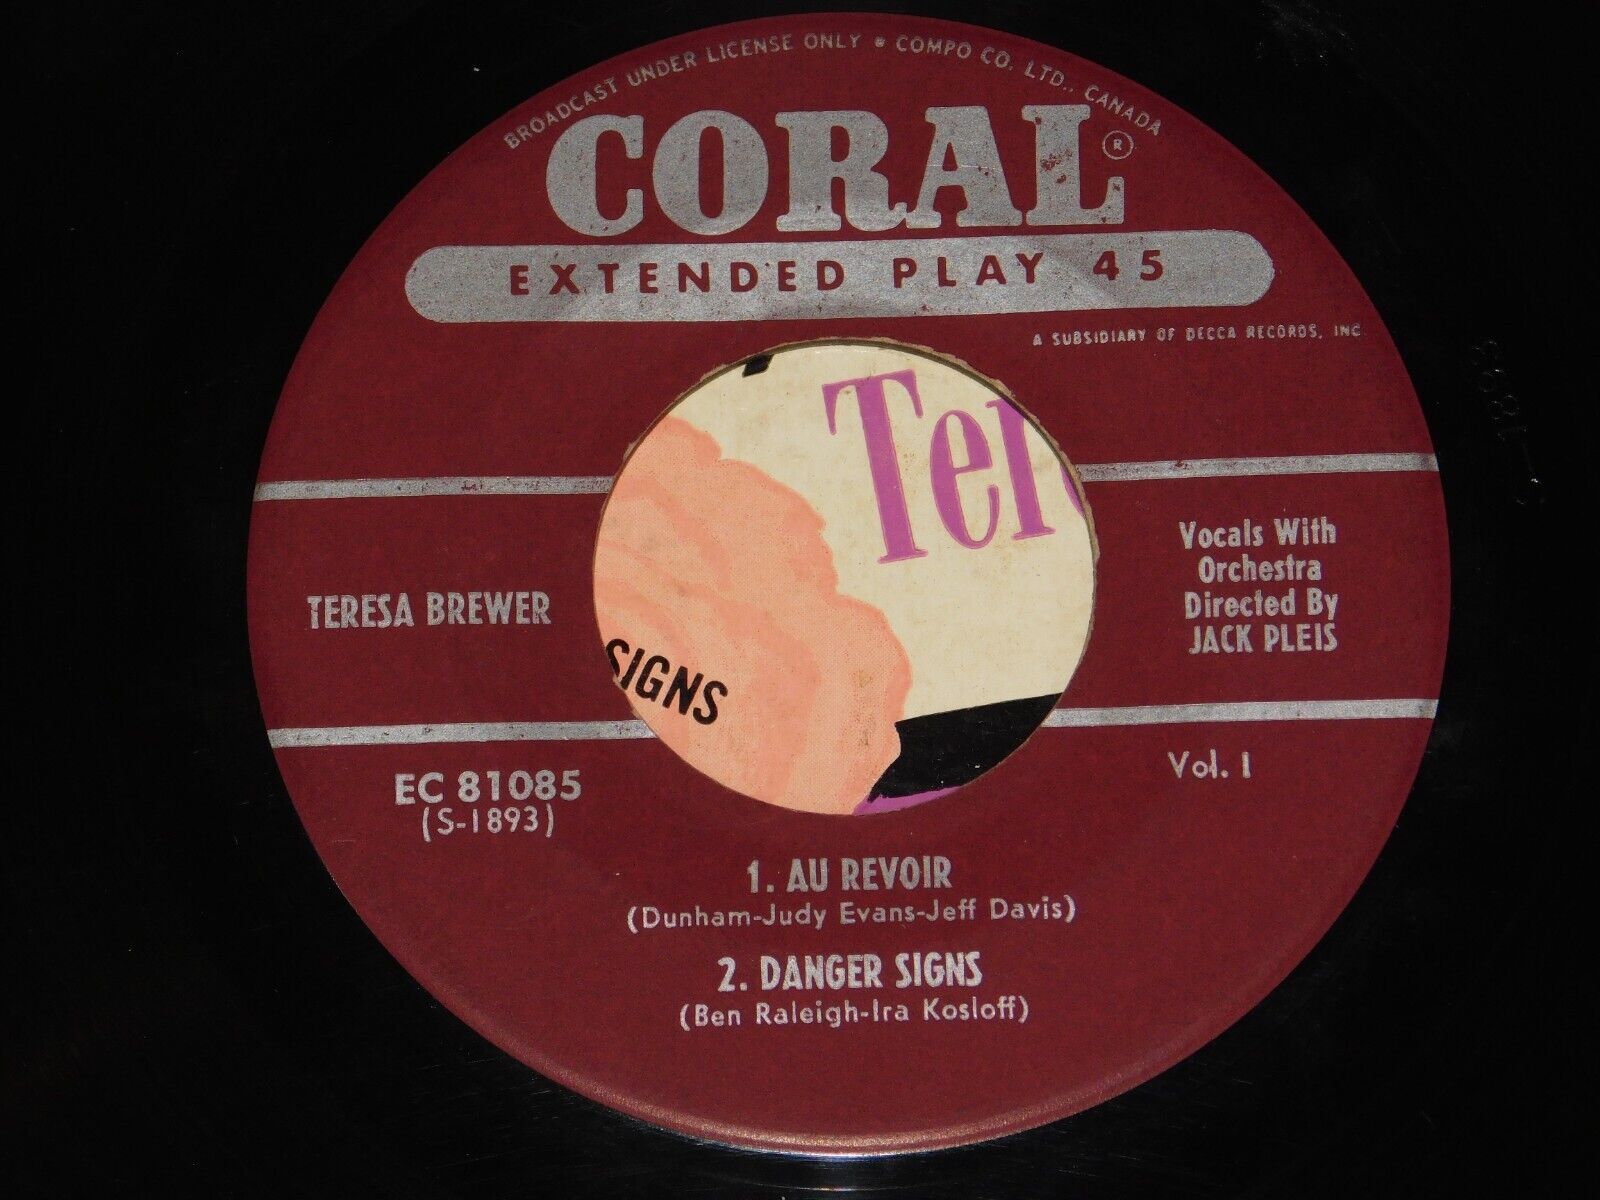 BROADCAST UNDER LICENSE ONLY • COMPO CO. LTD., CANADA
CORAL®
EXTENDED PLAY 45
A SUBSIDIARY OF DECCA RECORDS, INC
Ter
SIGNS
TERESA BREWER
Vocals With
Orchestra
Directed By
JACK PLEIS
EC 81085
(S-1893)
Vol. 1
1. AU REVOIR
(Dunham-Judy Evans-Jeff Davis)
2. DANGER SIGNS
(Ben Raleigh-Ira Kosloff)